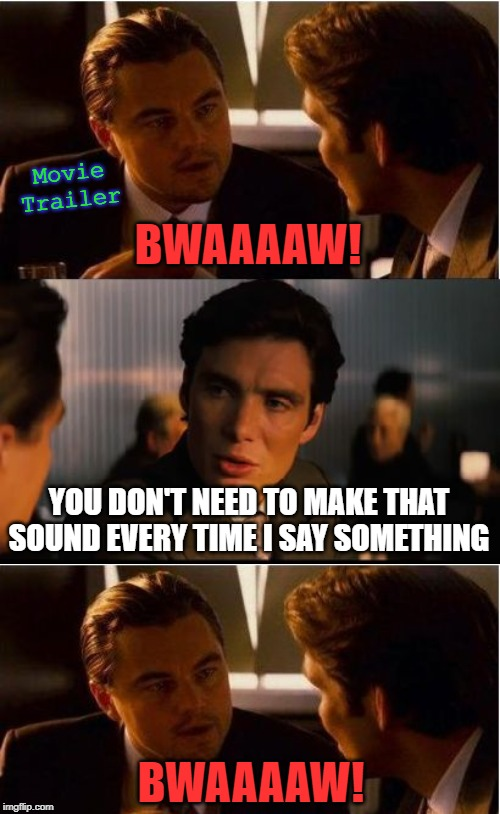 Movie
Trailer
BWAAAAW!
YOU DON'T NEED TO MAKE THAT
SOUND EVERY TIME I SAY SOMETHING
BWAAAAW!
imgflip.com